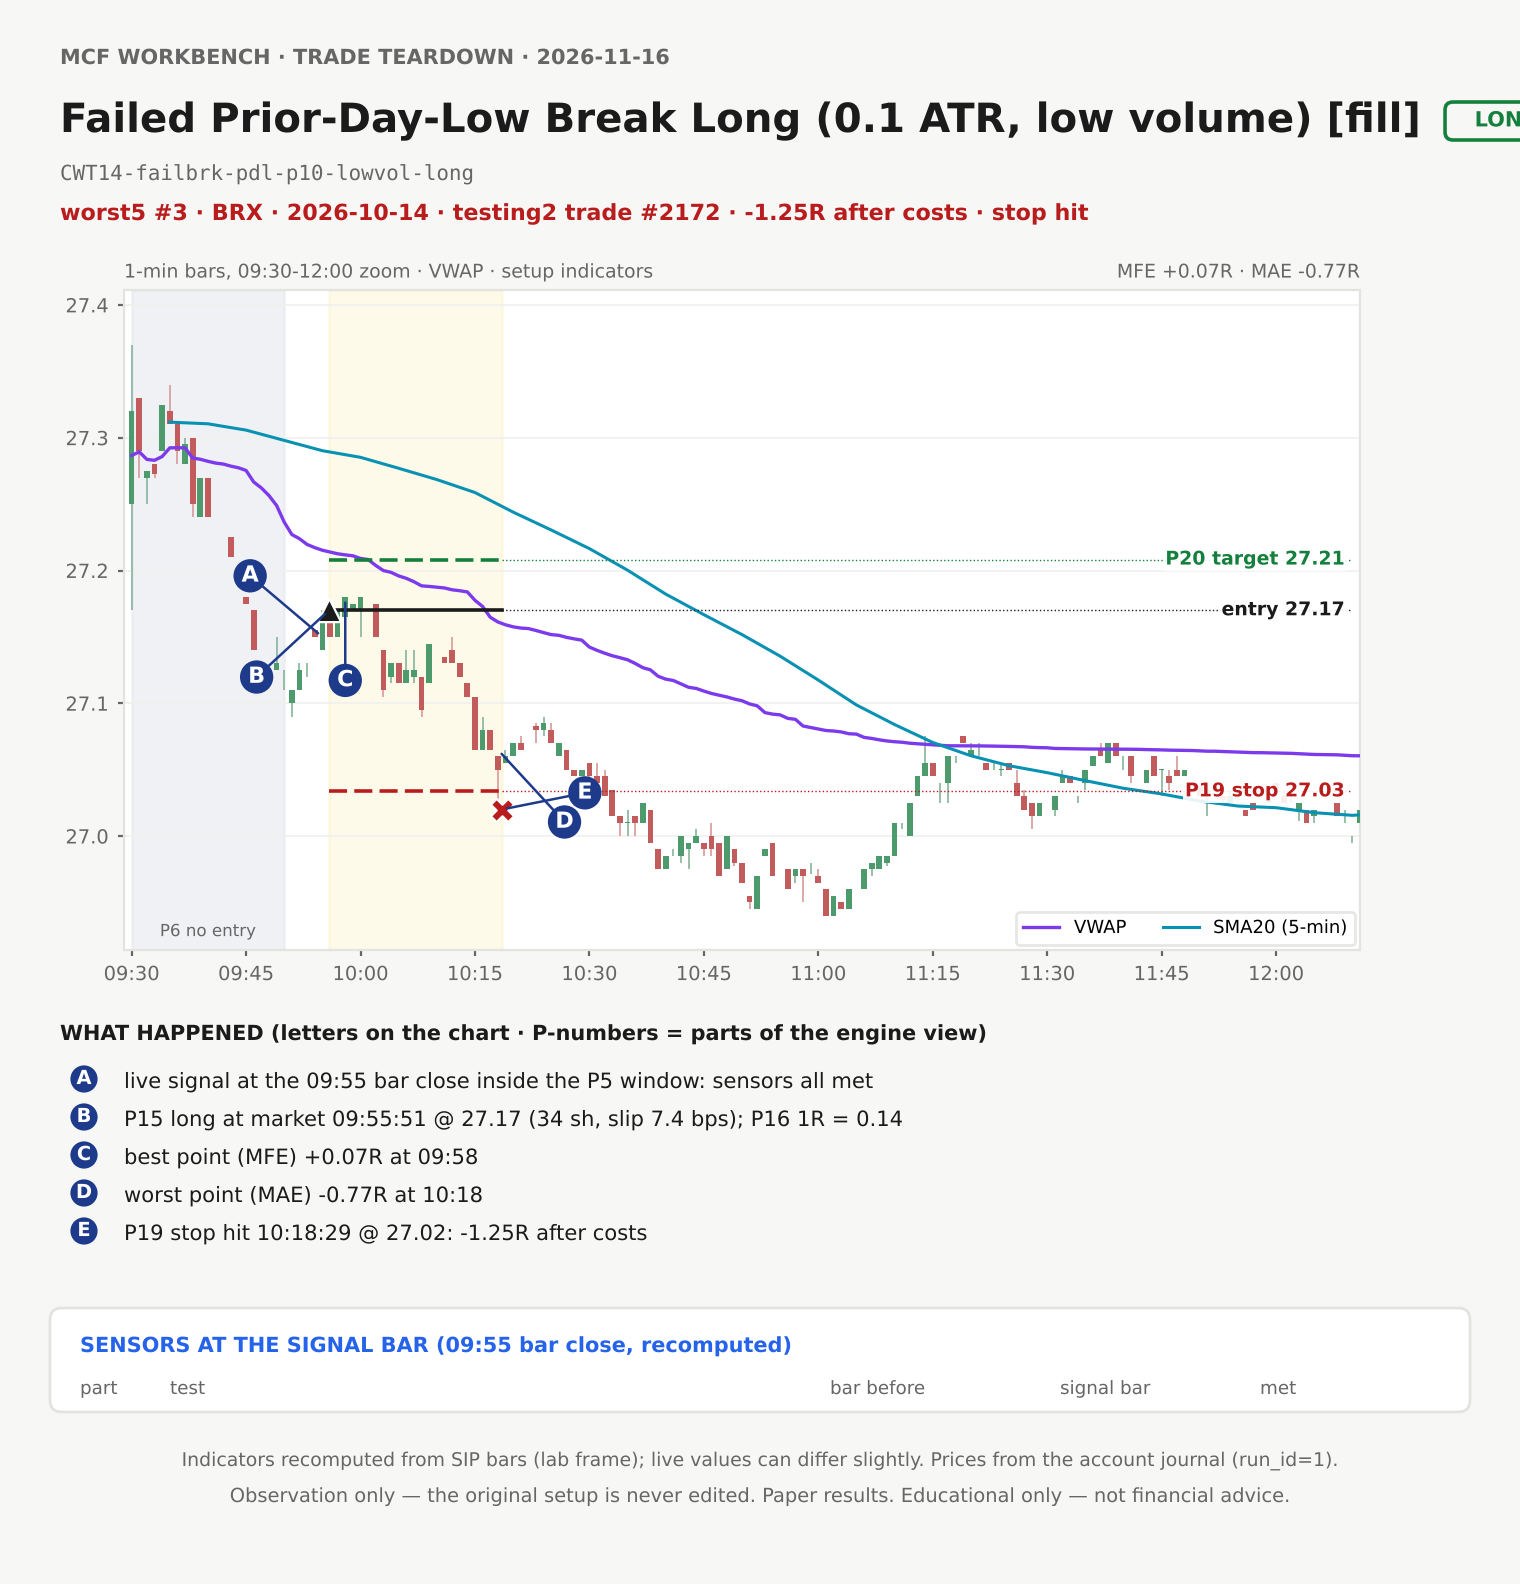 MCF WORKBENCH · TRADE TEARDOWN · 2026-11-16
Failed Prior-Day-Low Break Long (0.1 ATR, low volume) [fill] LON
CWT14-failbrk-pdl-p10-lowvol-long
worst5 #3 · BRX · 2026-10-14 · testing2 trade #2172 · -1.25R after costs · stop hit
1-min bars, 09:30-12:00 zoom · VWAP · setup indicators MFE +0.07R · MAE -0.77R
27.4
27.3
27.2
27.1
27.0
P20 target 27.21
entry 27.17
P19 stop 27.03
A
B
C
D
E
P6 no entry
VWAP SMA20 (5-min)
09:30 09:45 10:00 10:15 10:30 10:45 11:00 11:15 11:30 11:45 12:00
WHAT HAPPENED (letters on the chart · P-numbers = parts of the engine view)
A live signal at the 09:55 bar close inside the P5 window: sensors all met
B P15 long at market 09:55:51 @ 27.17 (34 sh, slip 7.4 bps); P16 1R = 0.14
C best point (MFE) +0.07R at 09:58
D worst point (MAE) -0.77R at 10:18
E P19 stop hit 10:18:29 @ 27.02: -1.25R after costs
SENSORS AT THE SIGNAL BAR (09:55 bar close, recomputed)
part test bar before signal bar met
Indicators recomputed from SIP bars (lab frame); live values can differ slightly. Prices from the account journal (run_id=1).
Observation only — the original setup is never edited. Paper results. Educational only — not financial advice.